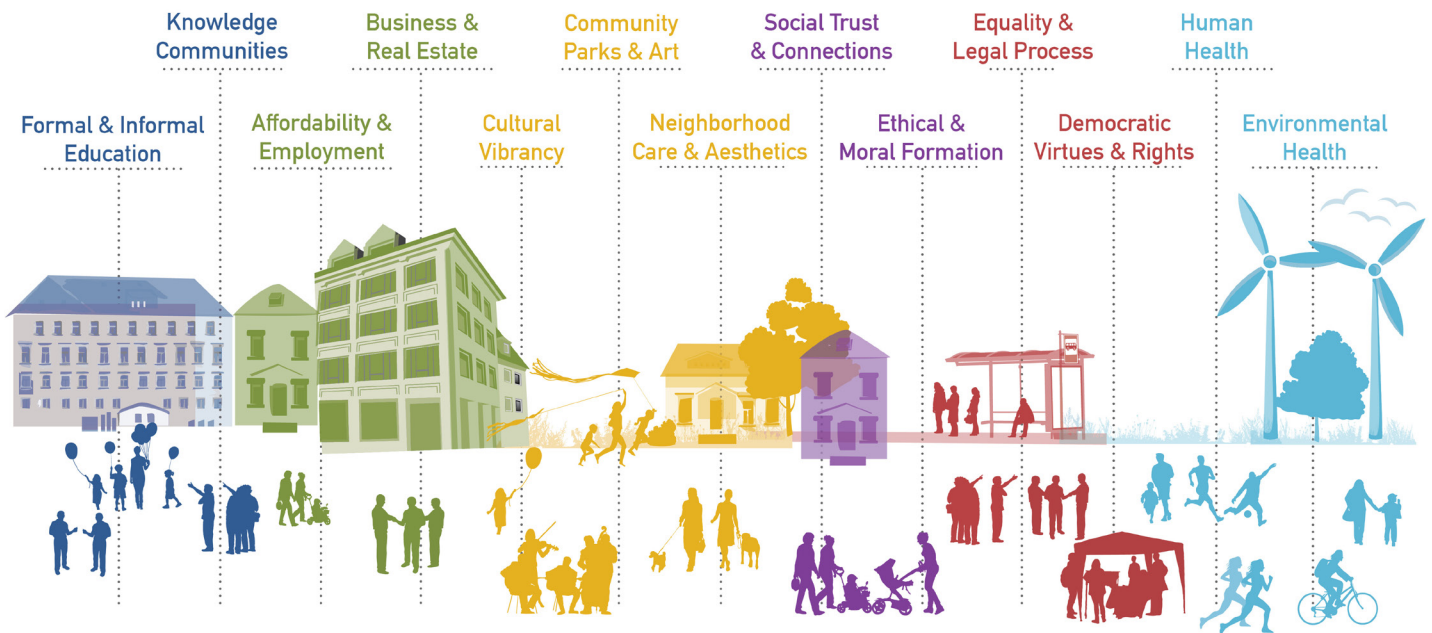 Knowledge
Communities
Business &
Real Estate
Community
Parks & Art
Social Trust
& Connections
Equality &
Legal Process
Human
Health
Formal & Informal
Education
Affordability &
Employment
Cultural
Vibrancy
Neighborhood
Care & Aesthetics
Ethical &
Moral Formation
Democratic
Virtues & Rights
Environmental
Health